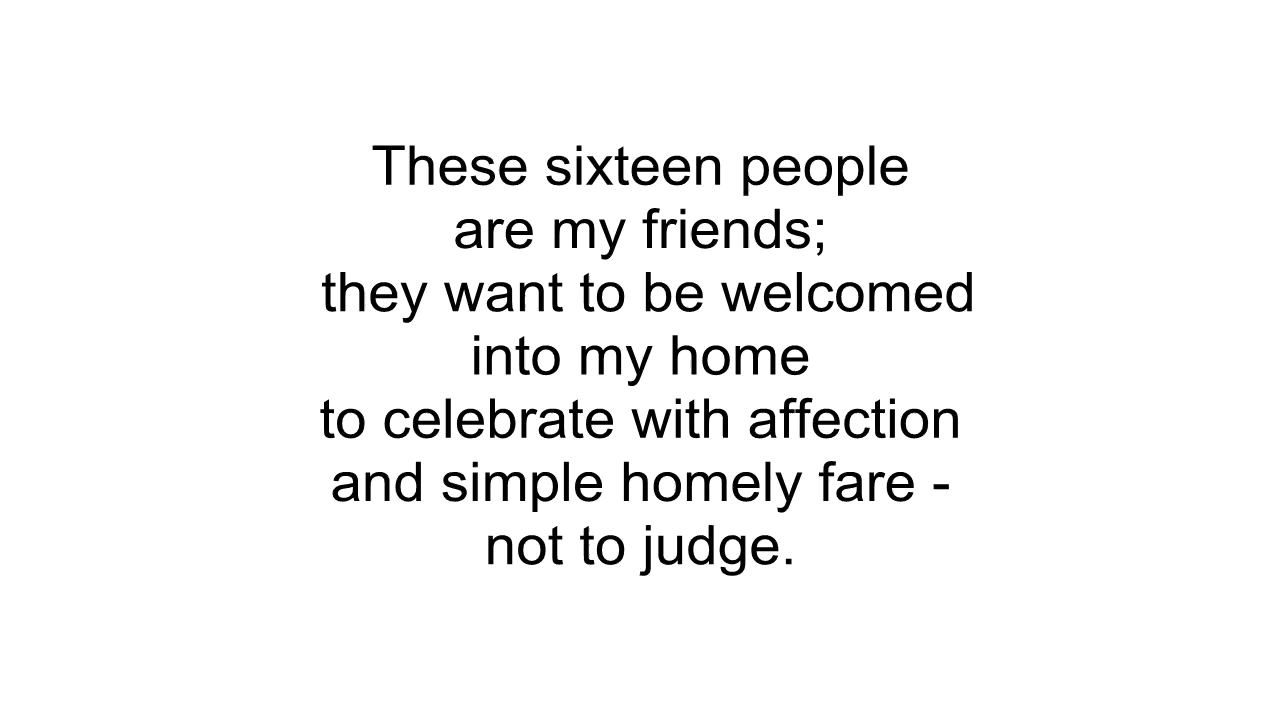 These sixteen people
are my friends;
they want to be welcomed
into my home
to celebrate with affection
and simple homely fare -
not to judge.